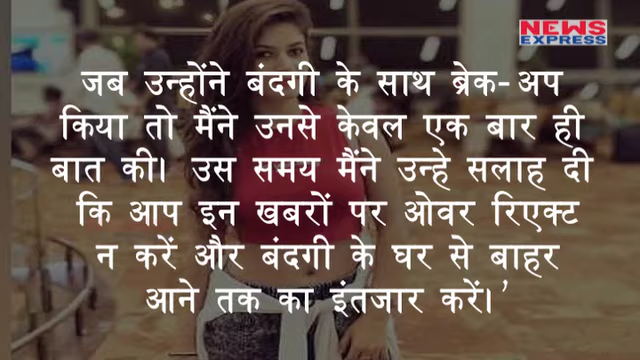 NEWS
EXPRESS
जब उन्होंने बंदगी के साथ ब्रेक-अप
किया तो मैंने उनसे केवल एक बार ही
बात की। उस समय मैंने उन्हे सलाह दी
कि आप इन खबरों पर ओवर रिएक्ट
न करें और बंदगी के घर से बाहर
आने तक का इंतजार करें।’